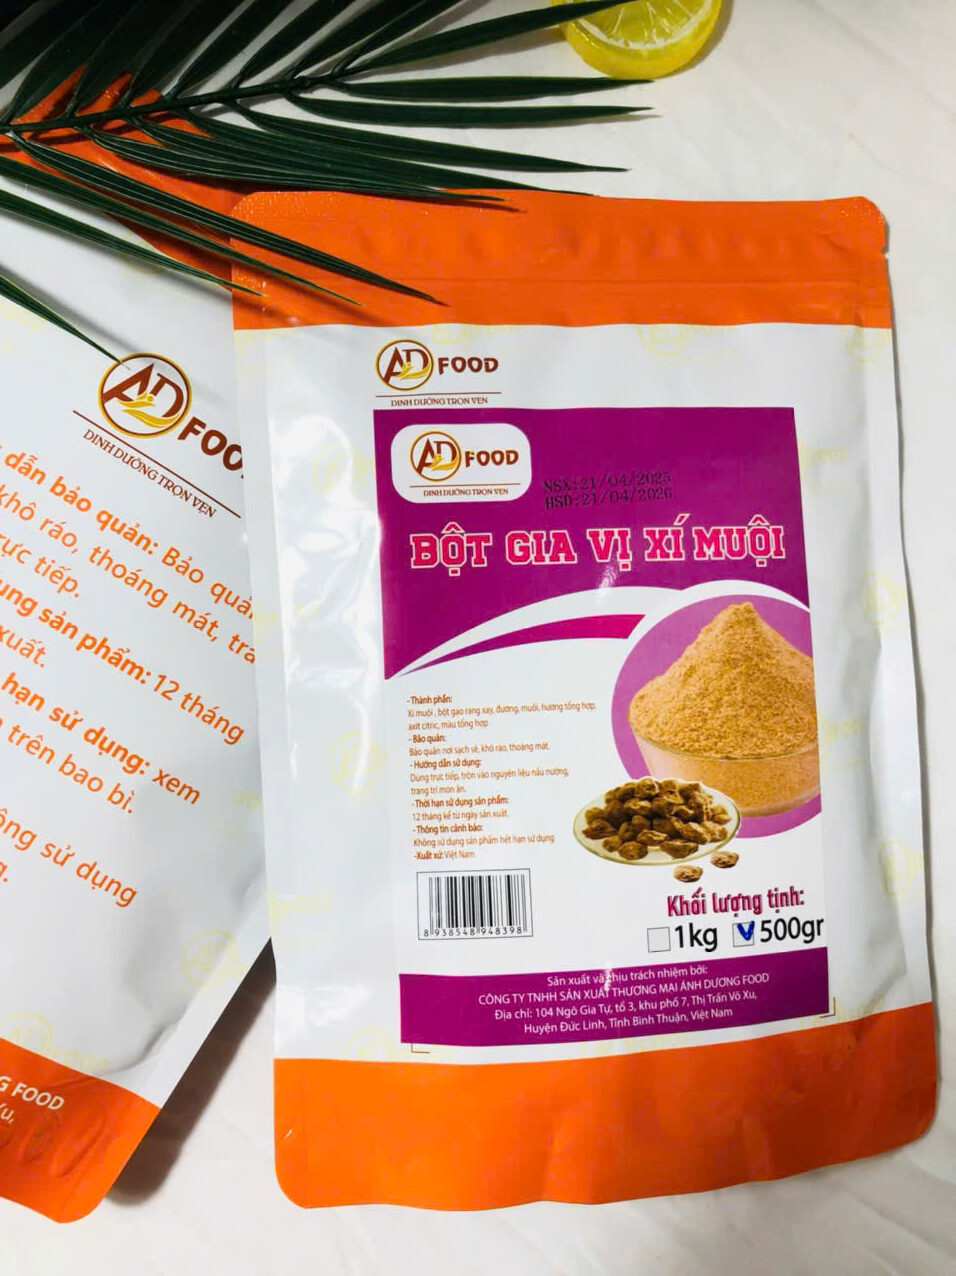 AD FOOD
DINH DƯỠNG TRỌN VẸN
dẫn bảo quản: Bảo quản
khô ráo, thoáng mát,
trực tiếp.
dung sản phẩm: 12 tháng
xuất.
hạn sử dụng: xem
trên bao bì.
sử dụng
FOOD
AD FOOD
DINH DƯỠNG TRỌN VẸN
AD FOOD
DINH DƯỠNG TRỌN VẸN
NSX:21/04/2025
HSD:21/04/2026
BỘT GIA VỊ XÍ MUỘI
- Thành phần:
Xí muội , bột gạo rang xay, đường, muối, hương tổng hợp,
axit citric, màu tổng hợp
- Bảo quản:
Bảo quản nơi sạch sẽ, khô ráo, thoáng mát.
- Hướng dẫn sử dụng:
Dùng trực tiếp, trộn vào nguyên liệu nấu nướng,
trang trí món ăn.
- Thời hạn sử dụng sản phẩm:
12 tháng kể từ ngày sản xuất.
- Thông tin cảnh báo:
Không sử dụng sản phẩm hết hạn sử dụng
-Xuất xứ: Việt Nam
8 938548 948398
Khối lượng tịnh:
1kg 500gr
Sản xuất và chịu trách nhiệm bởi:
CÔNG TY TNHH SẢN XUẤT THƯƠNG MẠI ÁNH DƯƠNG FOOD
Địa chỉ: 104 Ngô Gia Tự, tổ 3, khu phố 7, Thị Trấn Võ Xu,
Huyện Đức Linh, Tỉnh Bình Thuận, Việt Nam